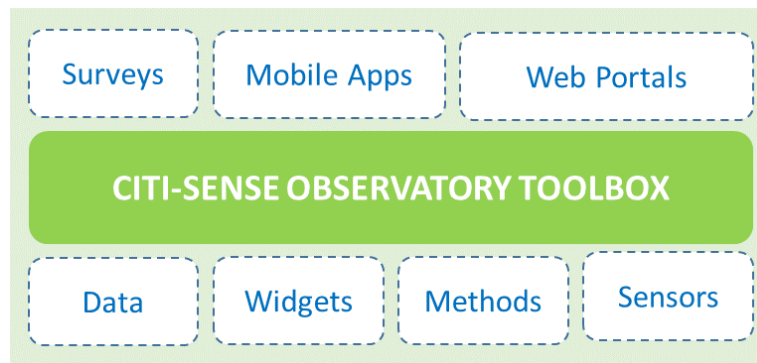 Surveys
Mobile Apps
Web Portals
CITI-SENSE OBSERVATORY TOOLBOX
Data
Widgets
Methods
Sensors